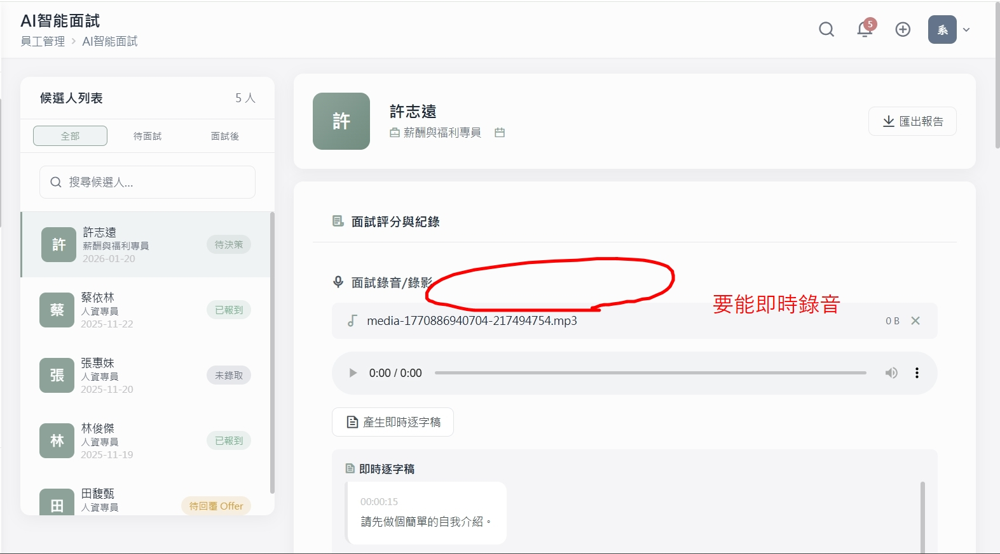 AI智能面試
員工管理 > AI智能面試
5
系
候選人列表
5 人
全部
待面試
面試後
搜尋候選人...
許
許志遠
薪酬與福利專員
2026-01-20
待決策
蔡
蔡依林
人資專員
2025-11-22
已報到
張
張惠妹
人資專員
2025-11-20
未錄取
林
林俊傑
人資專員
2025-11-19
已報到
田
田馥甄
人資專員
待回覆 Offer
許
許志遠
薪酬與福利專員
匯出報告
面試評分與紀錄
面試錄音/錄影
要能即時錄音
media-1770886940704-217494754.mp3
0 B
0:00 / 0:00
產生即時逐字稿
即時逐字稿
00:00:15
請先做個簡單的自我介紹。